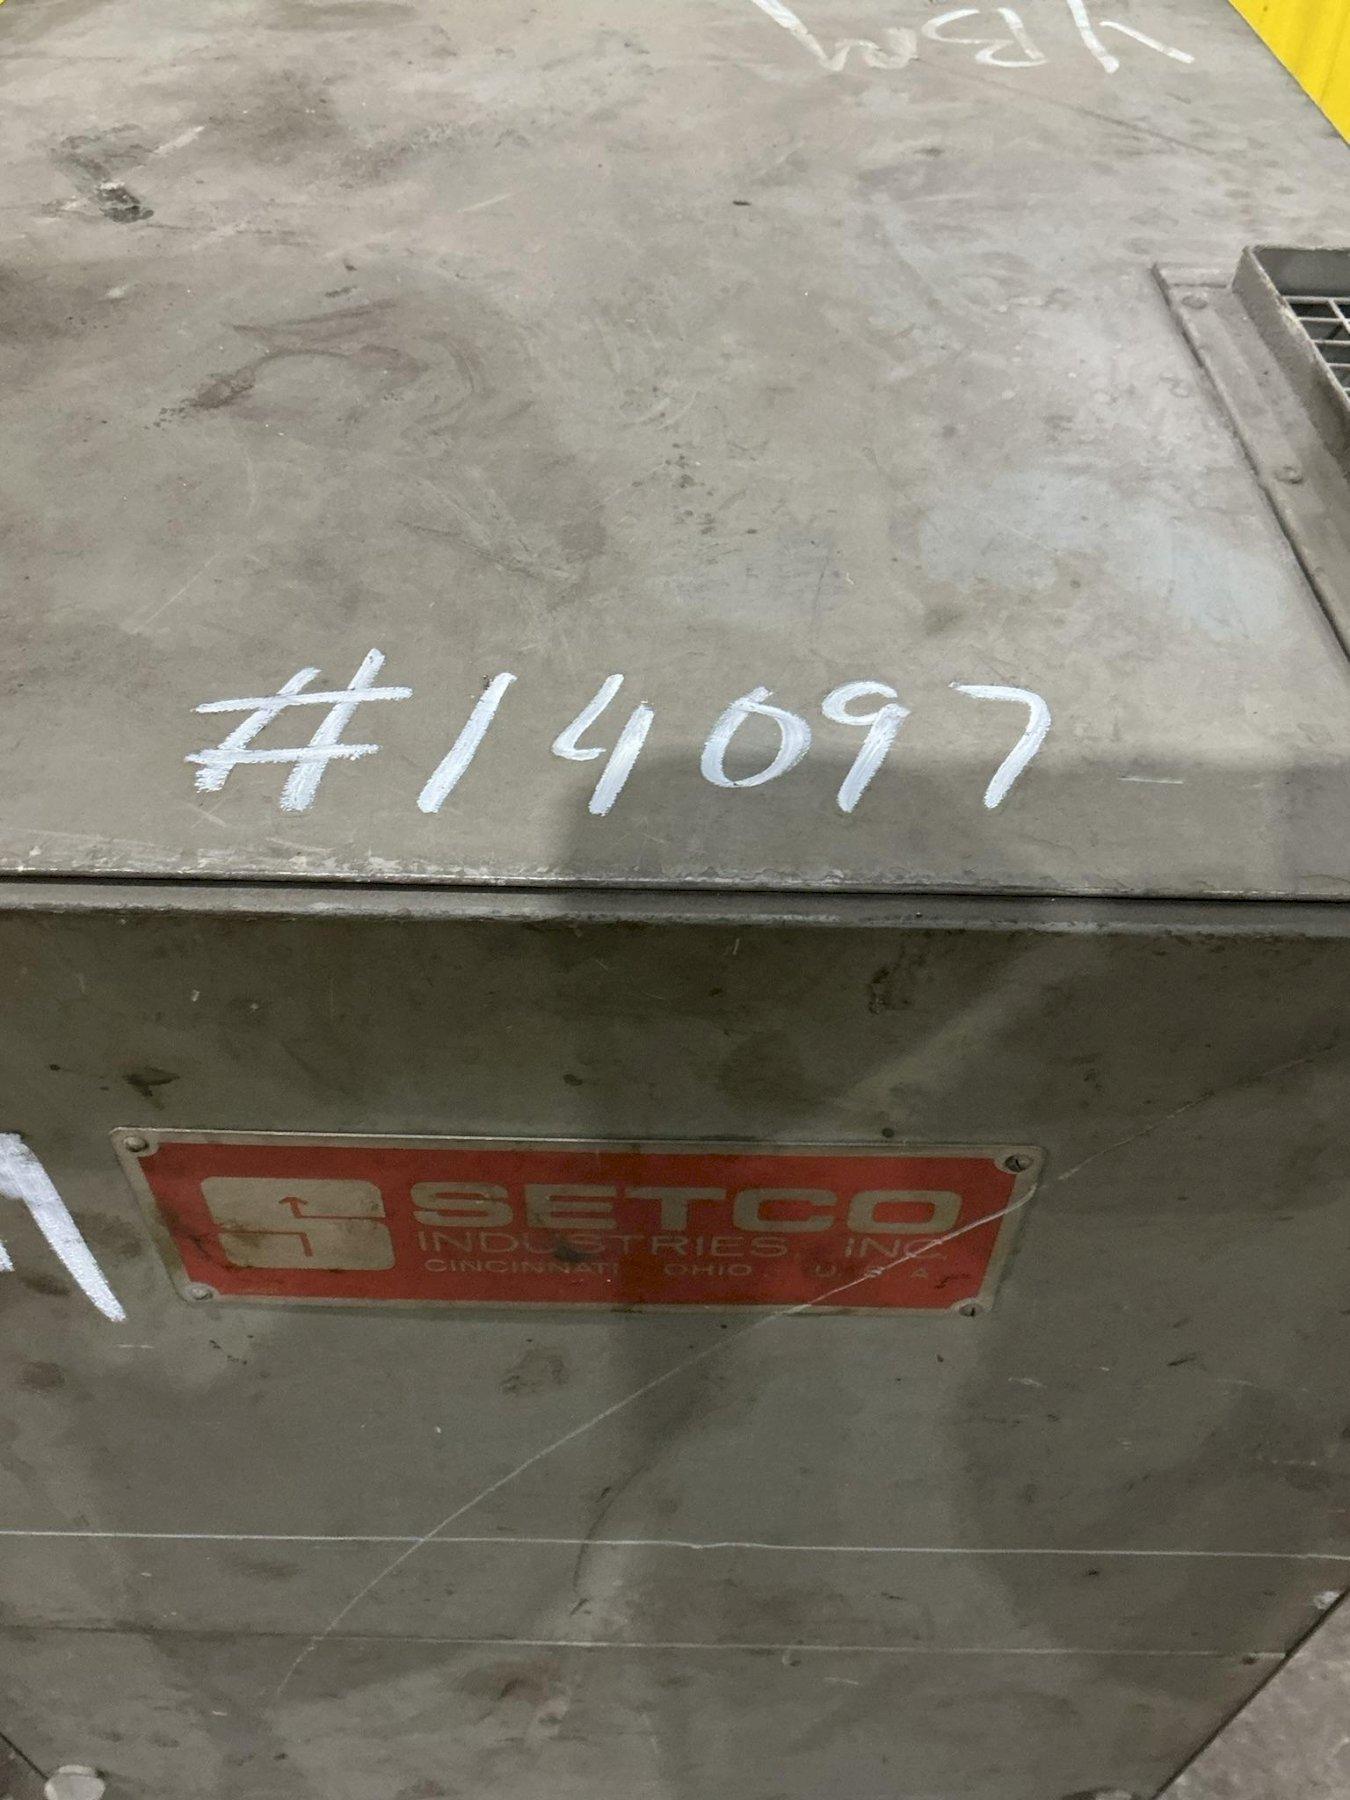 #14097
SETCO
INDUSTRIES, INC.
CINCINNATI OHIO U.S.A